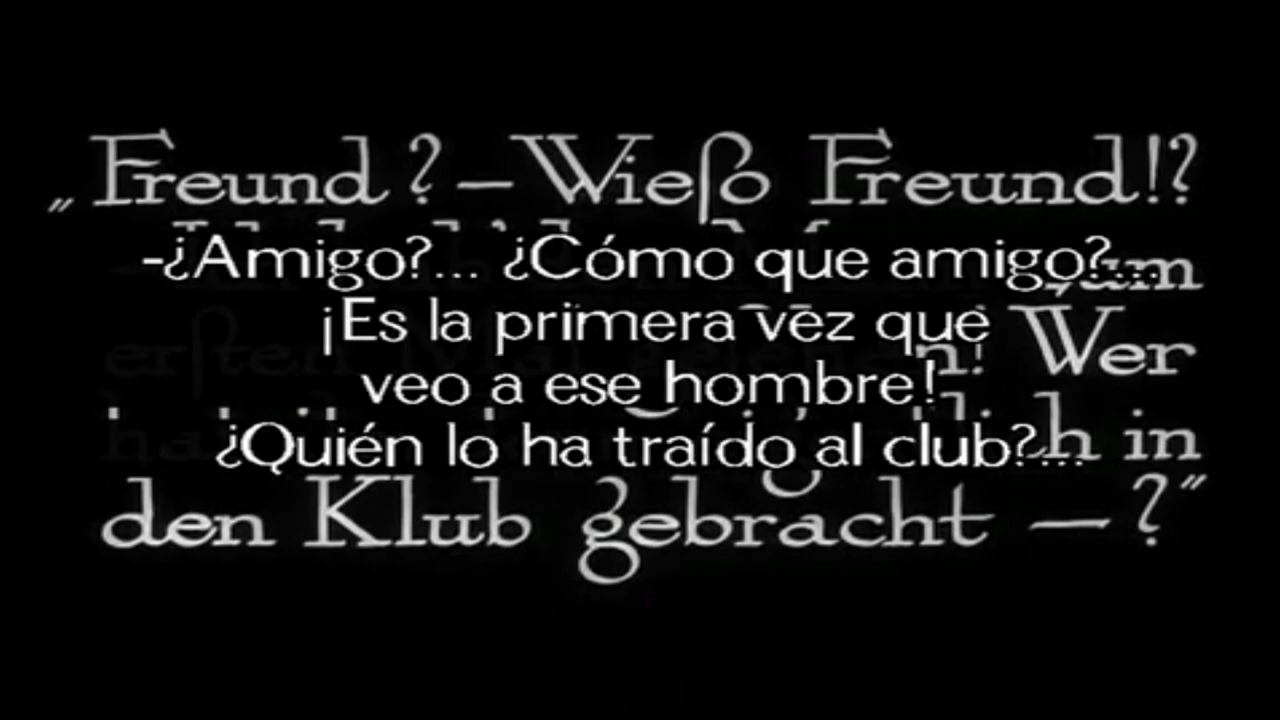 „Freund? — Wieſo Freund!?
-¿Amigo?... ¿Cómo que amigo?...
¡Es la primera vez que
Wer
veo a ese hombre!
¿Quién lo ha traído al club?...
in
den Klub gebracht — ?"